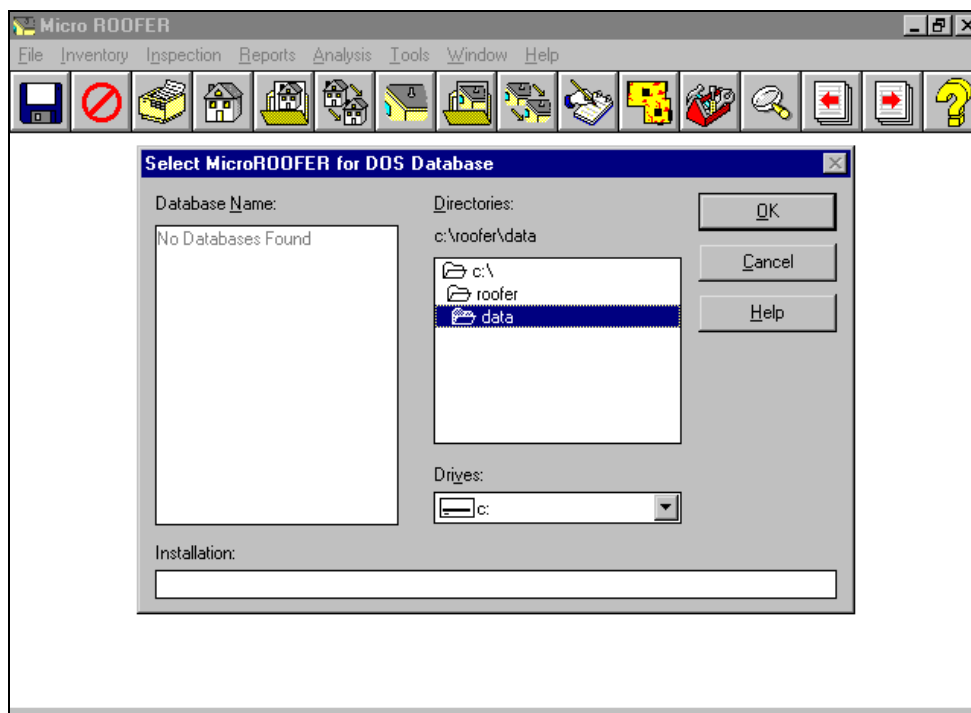 Micro ROOFER
File Inventory Inspection Reports Analysis Tools Window Help
Select MicroROOFER for DOS Database
Database Name:
No Databases Found
Directories:
c:\roofer\data
c:\
roofer
data
OK
Cancel
Help
Drives:
c:
Installation: